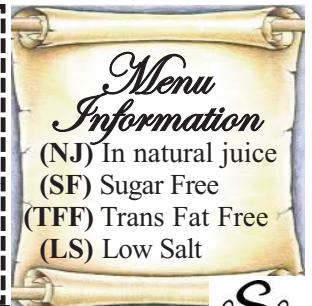 Menu
Information
(NJ) In natural juice
(SF) Sugar Free
(TFF) Trans Fat Free
(LS) Low Salt
S